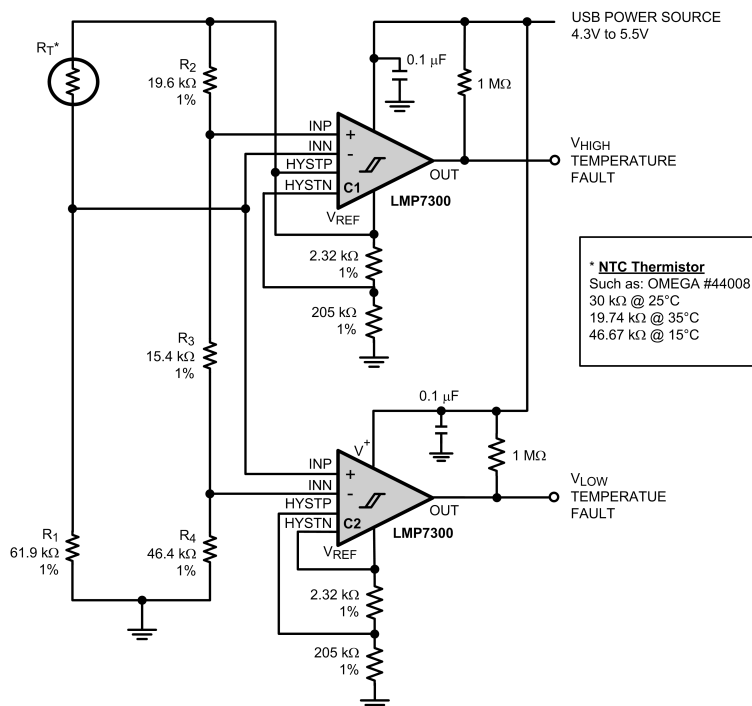 USB POWER SOURCE
4.3V to 5.5V
RT*
R2
19.6 kΩ
1%
0.1 μF
1 MΩ
INP
INN
HYSTP
HYSTN
+
-
C1
OUT
LMP7300
VREF
VHIGH
TEMPERATURE
FAULT
2.32 kΩ
1%
205 kΩ
1%
* NTC Thermistor
Such as: OMEGA #44008
30 kΩ @ 25°C
19.74 kΩ @ 35°C
46.67 kΩ @ 15°C
R3
15.4 kΩ
1%
0.1 μF
V+
1 MΩ
INP
INN
HYSTP
HYSTN
+
-
C2
OUT
LMP7300
VREF
VLOW
TEMPERATUE
FAULT
R1
61.9 kΩ
1%
R4
46.4 kΩ
1%
2.32 kΩ
1%
205 kΩ
1%